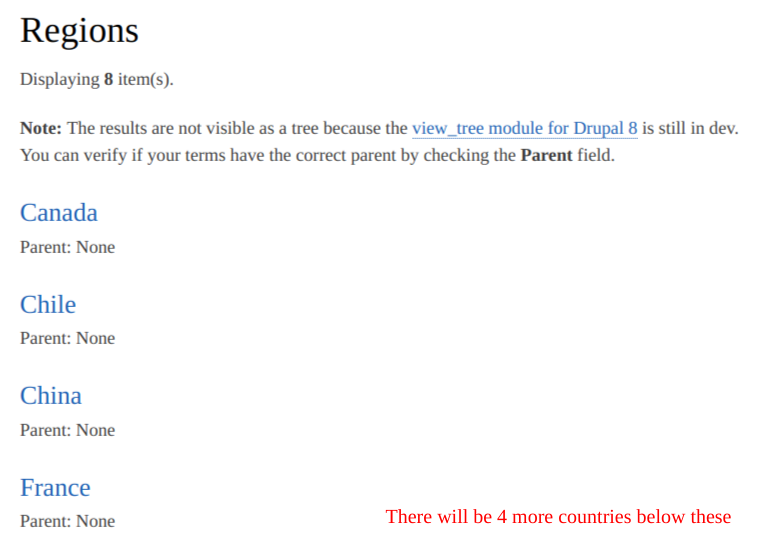 Regions
Displaying 8 item(s).
Note: The results are not visible as a tree because the view_tree module for Drupal 8 is still in dev.
You can verify if your terms have the correct parent by checking the Parent field.
Canada
Parent: None
Chile
Parent: None
China
Parent: None
France
Parent: None
There will be 4 more countries below these